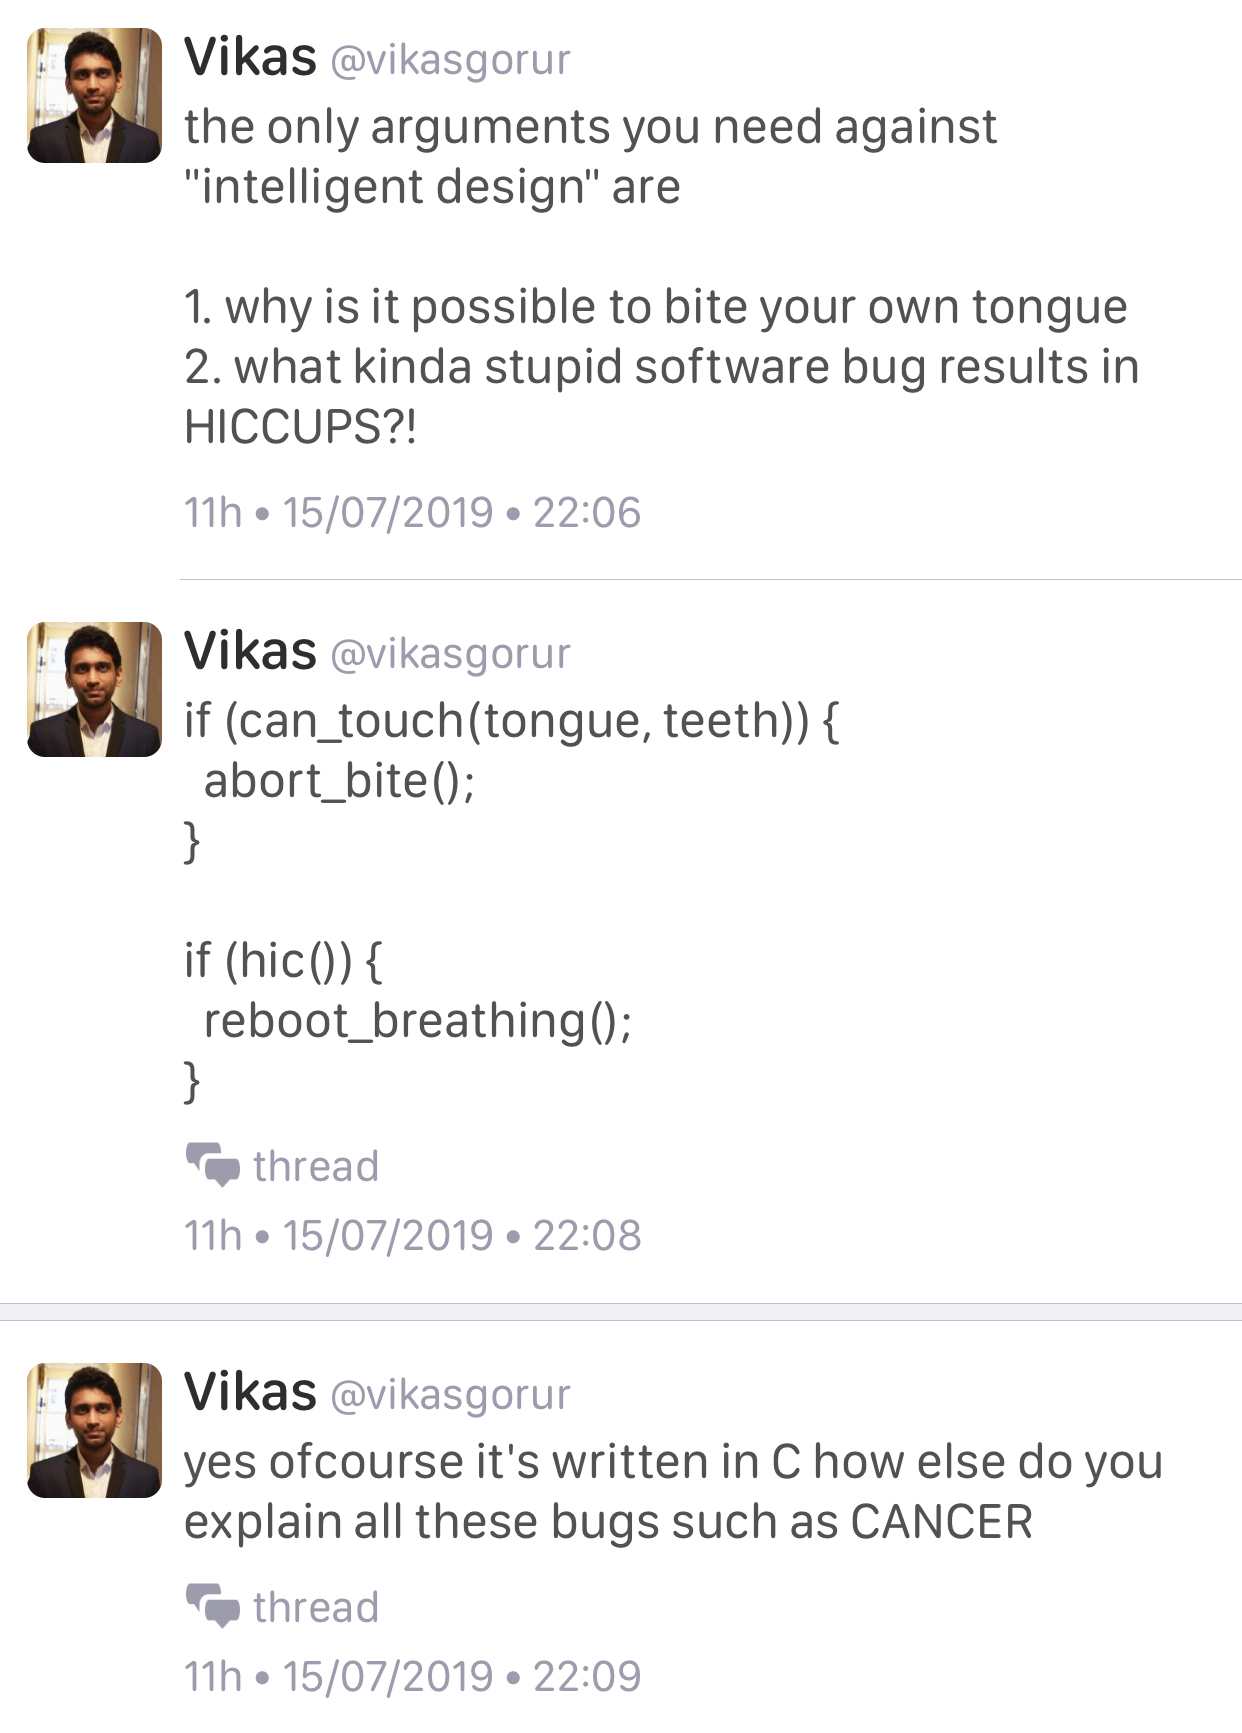 Vikas @vikasgorur
the only arguments you need against
"intelligent design" are
1. why is it possible to bite your own tongue
2. what kinda stupid software bug results in
HICCUPS?!
11h • 15/07/2019 • 22:06
Vikas @vikasgorur
if (can_touch(tongue, teeth)) {
abort_bite();
}
if (hic()) {
reboot_breathing();
}
thread
11h • 15/07/2019 • 22:08
Vikas @vikasgorur
yes ofcourse it's written in C how else do you
explain all these bugs such as CANCER
thread
11h • 15/07/2019 • 22:09